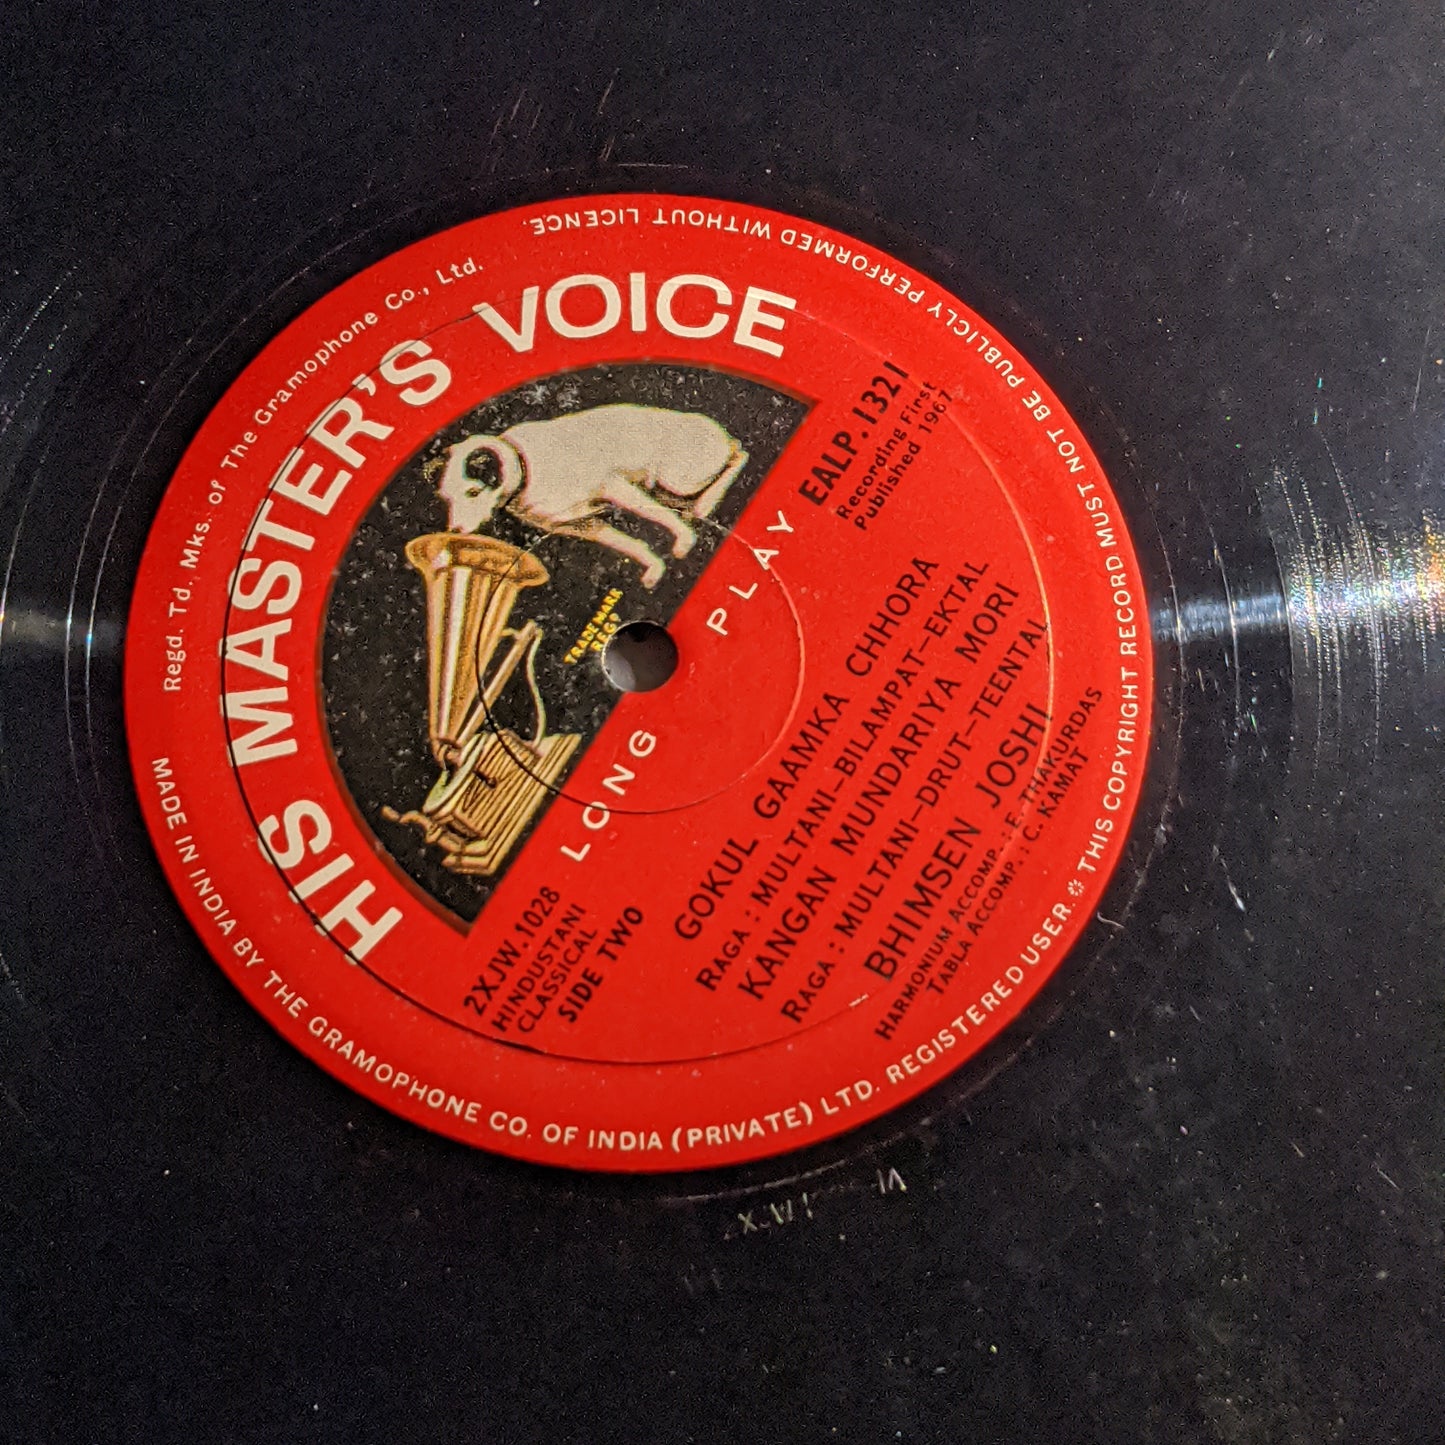 Regd. Td. Mks. of The Gramophone Co., Ltd.
HIS MASTER'S VOICE
TRADE MARK
REGD
LONG PLAY
EALP.1321
Recording First
Published 1967
2XJW.1028
HINDUSTANI
CLASSICAL
SIDE TWO
GOKUL GAAMKA CHHORA
RAGA : MULTANI–BILAMPAT–EKTAL
KANGAN MUNDARIYA MORI
RAGA : MULTANI–DRUT–TEENTAL
BHIMSEN JOSHI
HARMONIUM ACCOMP. : E. THAKURDAS
TABLA ACCOMP. : C. KAMAT
MADE IN INDIA BY THE GRAMOPHONE CO. OF INDIA (PRIVATE) LTD. REGISTERED USER. THIS COPYRIGHT RECORD MUST NOT BE PUBLICLY PERFORMED WITHOUT LICENCE.